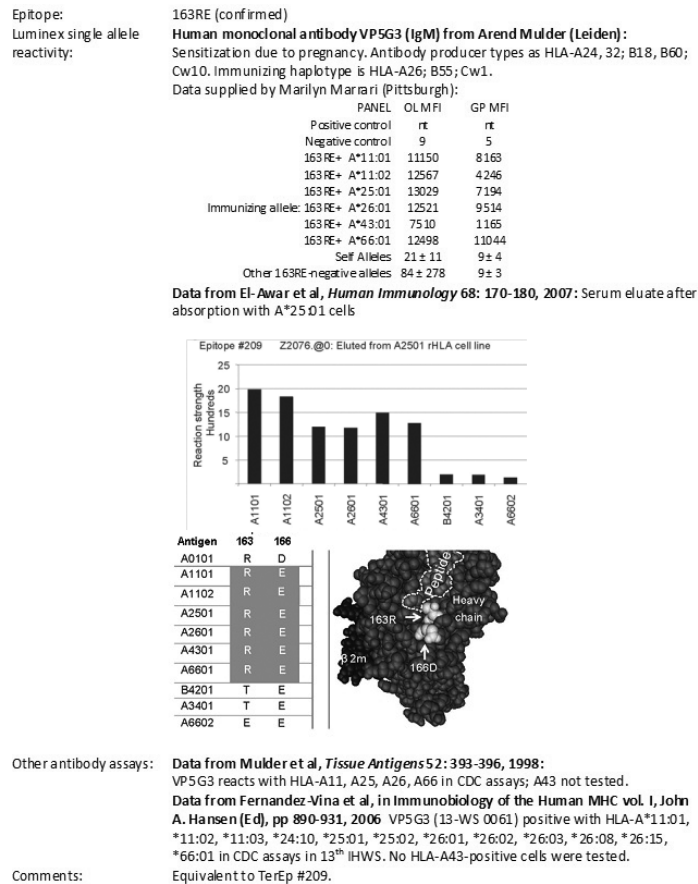 Epitope: 163RE (confirmed)
Luminex single allele reactivity: Human monoclonal antibody VP5G3 (IgM) from Arend Mulder (Leiden):
Sensitization due to pregnancy. Antibody producer types as HLA-A24, 32; B18, B60;
Cw10. Immunizing haplotype is HLA-A26; B55; Cw1.
Data supplied by Marilyn Marrari (Pittsburgh):
PANEL OL MFI GP MFI
Positive control nt nt
Negative control 9 5
163RE+ A*11:01 11150 8163
163RE+ A*11:02 12567 4246
163RE+ A*25:01 13029 7194
Immunizing allele: 163RE+ A*26:01 12521 9514
163RE+ A*43:01 7510 1165
163RE+ A*66:01 12498 11044
Self Alleles 21 ± 11 9 ± 4
Other 163RE-negative alleles 84 ± 278 9 ± 3
Data from El-Awar et al, Human Immunology 68: 170-180, 2007: Serum eluate after
absorption with A*25:01 cells
Epitope #209 Z2076.@0: Eluted from A2501 rHLA cell line
Reaction strength
Hundreds
25
20
15
10
5
A1101 A1102 A2501 A2601 A4301 A6601 B4201 A3401 A6602
Antigen 163 166
A0101 R D
A1101 R E
A1102 R E
A2501 R E
A2601 R E
A4301 R E
A6601 R E
B4201 T E
A3401 T E
A6602 E E
Peptide
Heavy
chain
163R
β2m
166D
Other antibody assays: Data from Mulder et al, Tissue Antigens 52: 393-396, 1998:
VP5G3 reacts with HLA-A11, A25, A26, A66 in CDC assays; A43 not tested.
Data from Fernandez-Vina et al, in Immunobiology of the Human MHC vol. I, John
A. Hansen (Ed), pp 890-931, 2006 VP5G3 (13-WS 0061) positive with HLA-A*11:01,
*11:02, *11:03, *24:10, *25:01, *25:02, *26:01, *26:02, *26:03, *26:08, *26:15,
*66:01 in CDC assays in 13th IHWS. No HLA-A43-positive cells were tested.
Comments: Equivalent to TerEp #209.